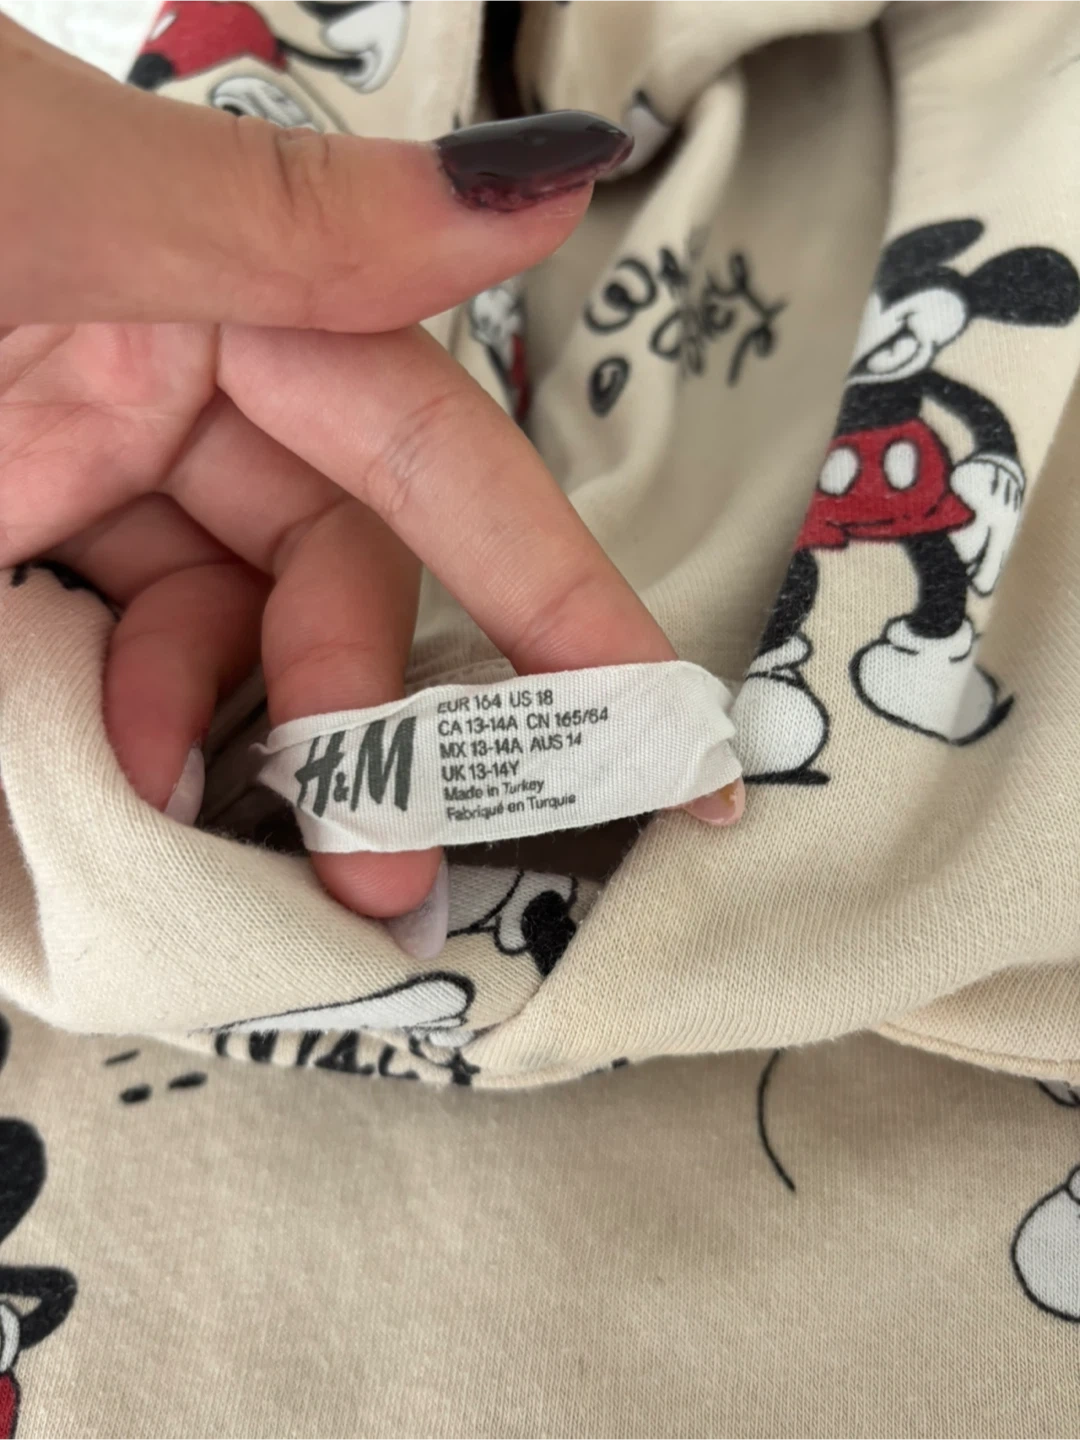 H&M
EUR 164 US 18
CA 13-14A CN 165/84
MX 13-14A AUS 14
UK 13-14Y
Made in Turkey
Fabriqué en Turquie